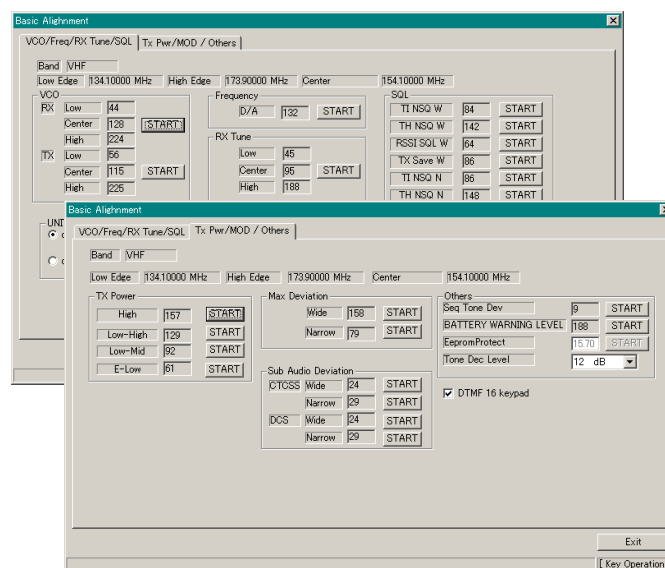 Basic Alighnment
VCO/Freq/RX Tune/SQL Tx Pwr/MOD / Others
Band VHF
Low Edge 134.10000 MHz High Edge 173.90000 MHz Center 154.10000 MHz
VCO
RX Low 44
Center 128 START
High 224
TX Low 56
Center 115 START
High 225
Frequency
D/A 132 START
RX Tune
Low 45
Center 95 START
High 188
SQL
TI NSQ W 84 START
TH NSQ W 142 START
RSSI SQL W 64 START
TX Save W 86 START
TI NSQ N 86 START
TH NSQ N 148 START
UNI
Basic Alighnment
VCO/Freq/RX Tune/SQL Tx Pwr/MOD / Others
Band VHF
Low Edge 134.10000 MHz High Edge 173.90000 MHz Center 154.10000 MHz
TX Power
High 157 START
Low-High 129 START
Low-Mid 92 START
E-Low 61 START
Max Deviation
Wide 158 START
Narrow 79 START
Sub Audio Deviation
CTCSS Wide 24 START
Narrow 29 START
DCS Wide 24 START
Narrow 29 START
Others
Seq Tone Dev 9 START
BATTERY WARNING LEVEL 188 START
EepromProtect 15.70 START
Tone Dec Level 12 dB
DTMF 16 keypad
Exit
[ Key Operation